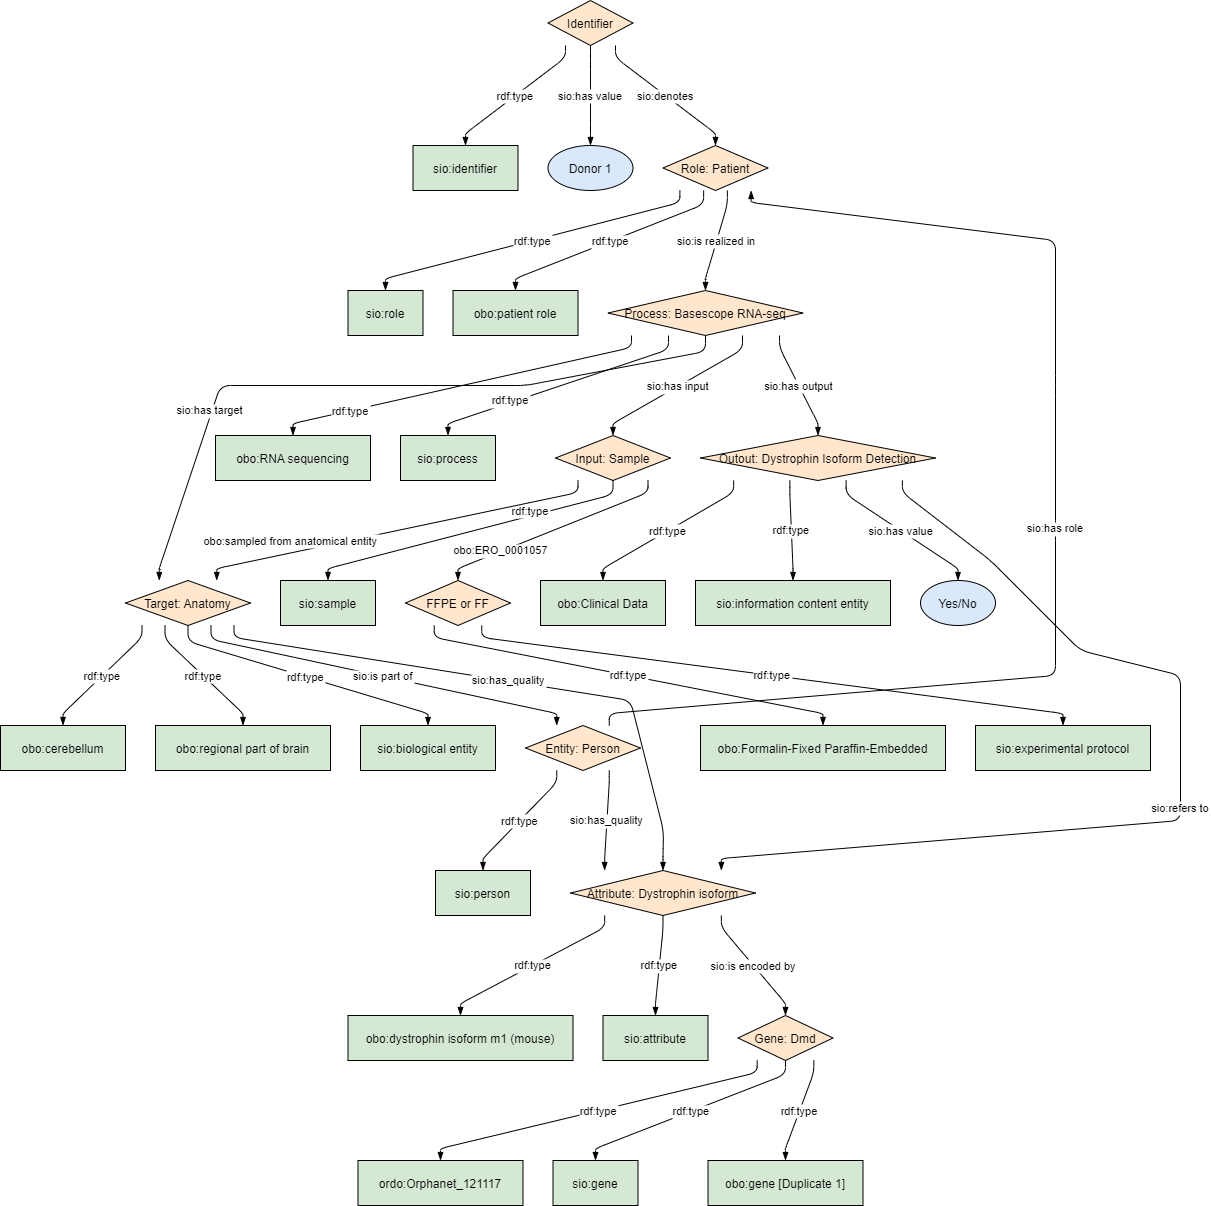 Identifier
rdf:type
sio:has value
sio:denotes
sio:identifier
Donor 1
Role: Patient
rdf:type
rdf:type
sio:is realized in
sio:role
obo:patient role
Process: Basescope RNA-seq
sio:has target
rdf:type
rdf:type
sio:has input
sio:has output
obo:RNA sequencing
sio:process
Input: Sample
Outout: Dystrophin Isoform Detection
obo:sampled from anatomical entity
rdf:type
obo:ERO_0001057
rdf:type
rdf:type
sio:has value
sio:has role
Target: Anatomy
sio:sample
FFPE or FF
obo:Clinical Data
sio:information content entity
Yes/No
rdf:type
rdf:type
rdf:type
sio:is part of
sio:has_quality
rdf:type
rdf:type
obo:cerebellum
obo:regional part of brain
sio:biological entity
Entity: Person
obo:Formalin-Fixed Paraffin-Embedded
sio:experimental protocol
rdf:type
sio:has_quality
sio:refers to
sio:person
Attribute: Dystrophin isoform
rdf:type
rdf:type
sio:is encoded by
obo:dystrophin isoform m1 (mouse)
sio:attribute
Gene: Dmd
rdf:type
rdf:type
rdf:type
ordo:Orphanet_121117
sio:gene
obo:gene [Duplicate 1]